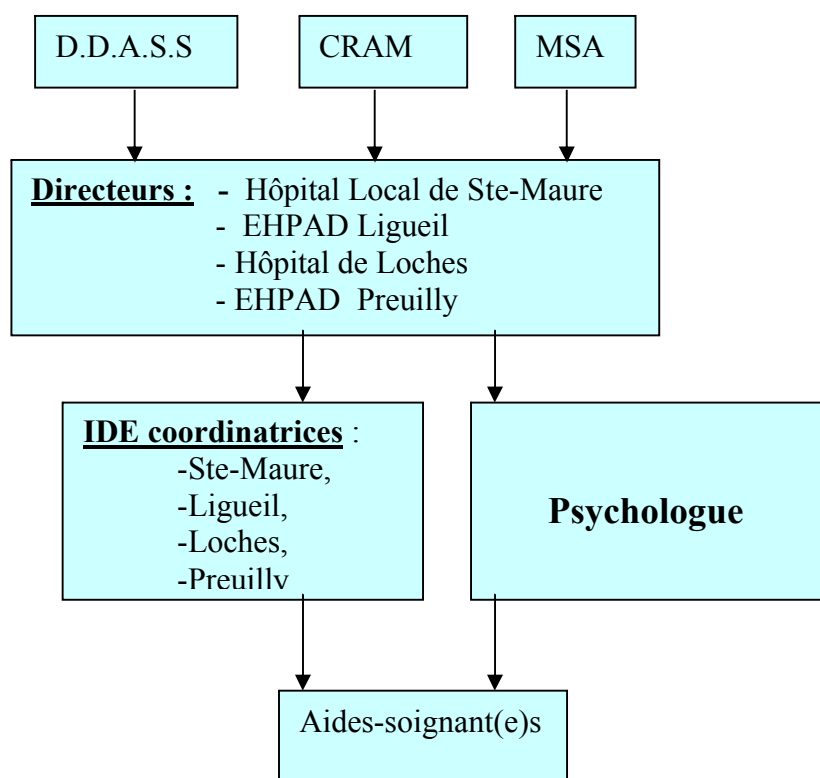 D.D.A.S.S
CRAM
MSA
Directeurs : - Hôpital Local de Ste-Maure
- EHPAD Ligueil
- Hôpital de Loches
- EHPAD Preuilly
IDE coordinatrices :
-Ste-Maure,
-Ligueil,
-Loches,
-Preuilly
Psychologue
Aides-soignant(e)s